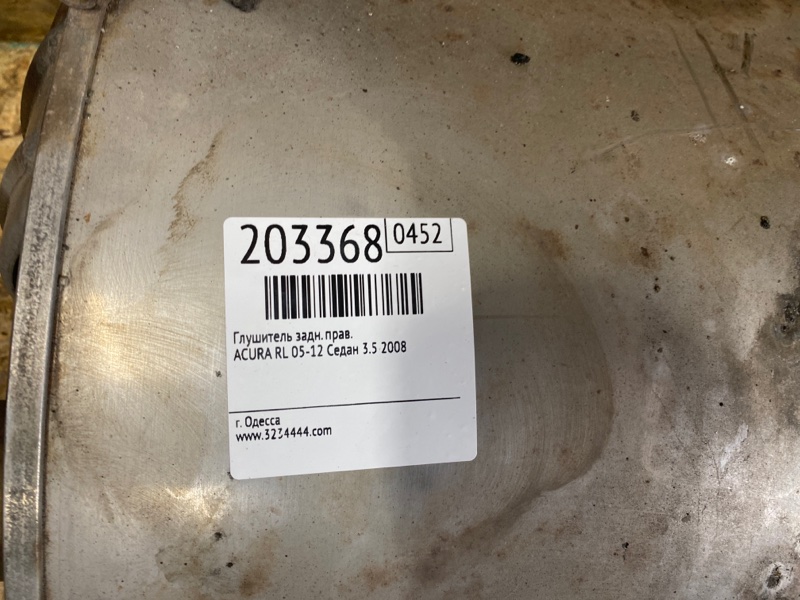 203368 0452
Глушитель задн. прав.
ACURA RL 05-12 Седан 3.5 2008
г. Одесса
www.3234444.com